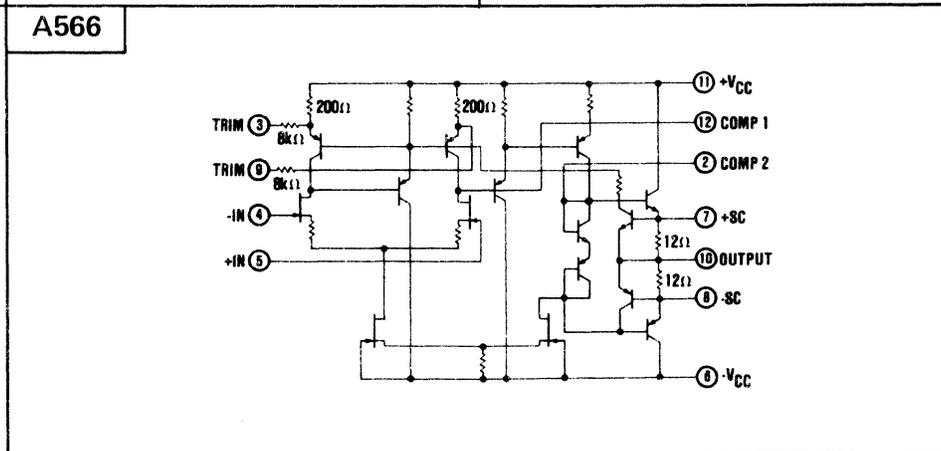 A566
11 +VCC
200Ω 200Ω
TRIM 3
8kΩ
12 COMP 1
TRIM 9
8kΩ
2 COMP 2
-IN 4
7 +SC
12Ω
+IN 5
10 OUTPUT
12Ω
8 -SC
6 -VCC